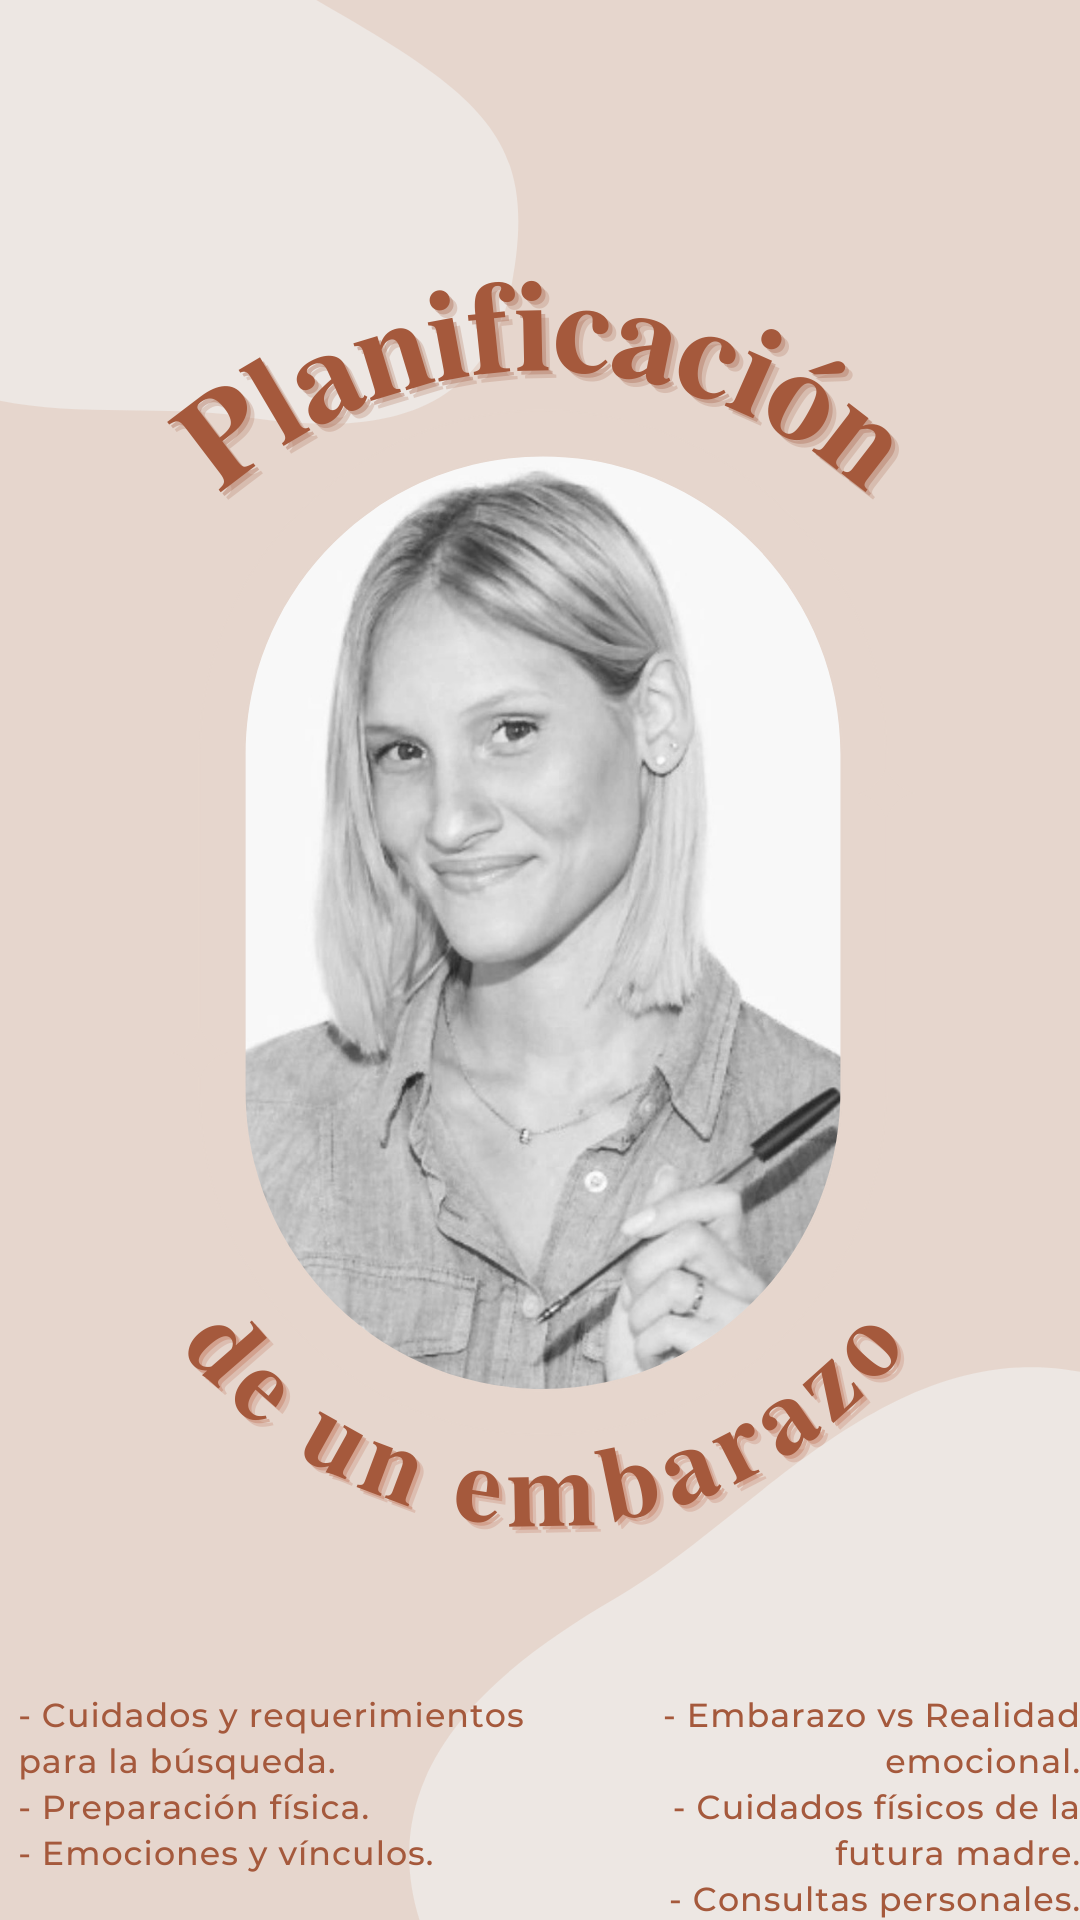 Planificación
de un embarazo
- Cuidados y requerimientos
para la búsqueda.
- Preparación física.
- Emociones y vínculos.
- Embarazo vs Realidad
emocional.
- Cuidados físicos de la
futura madre.
- Consultas personales.